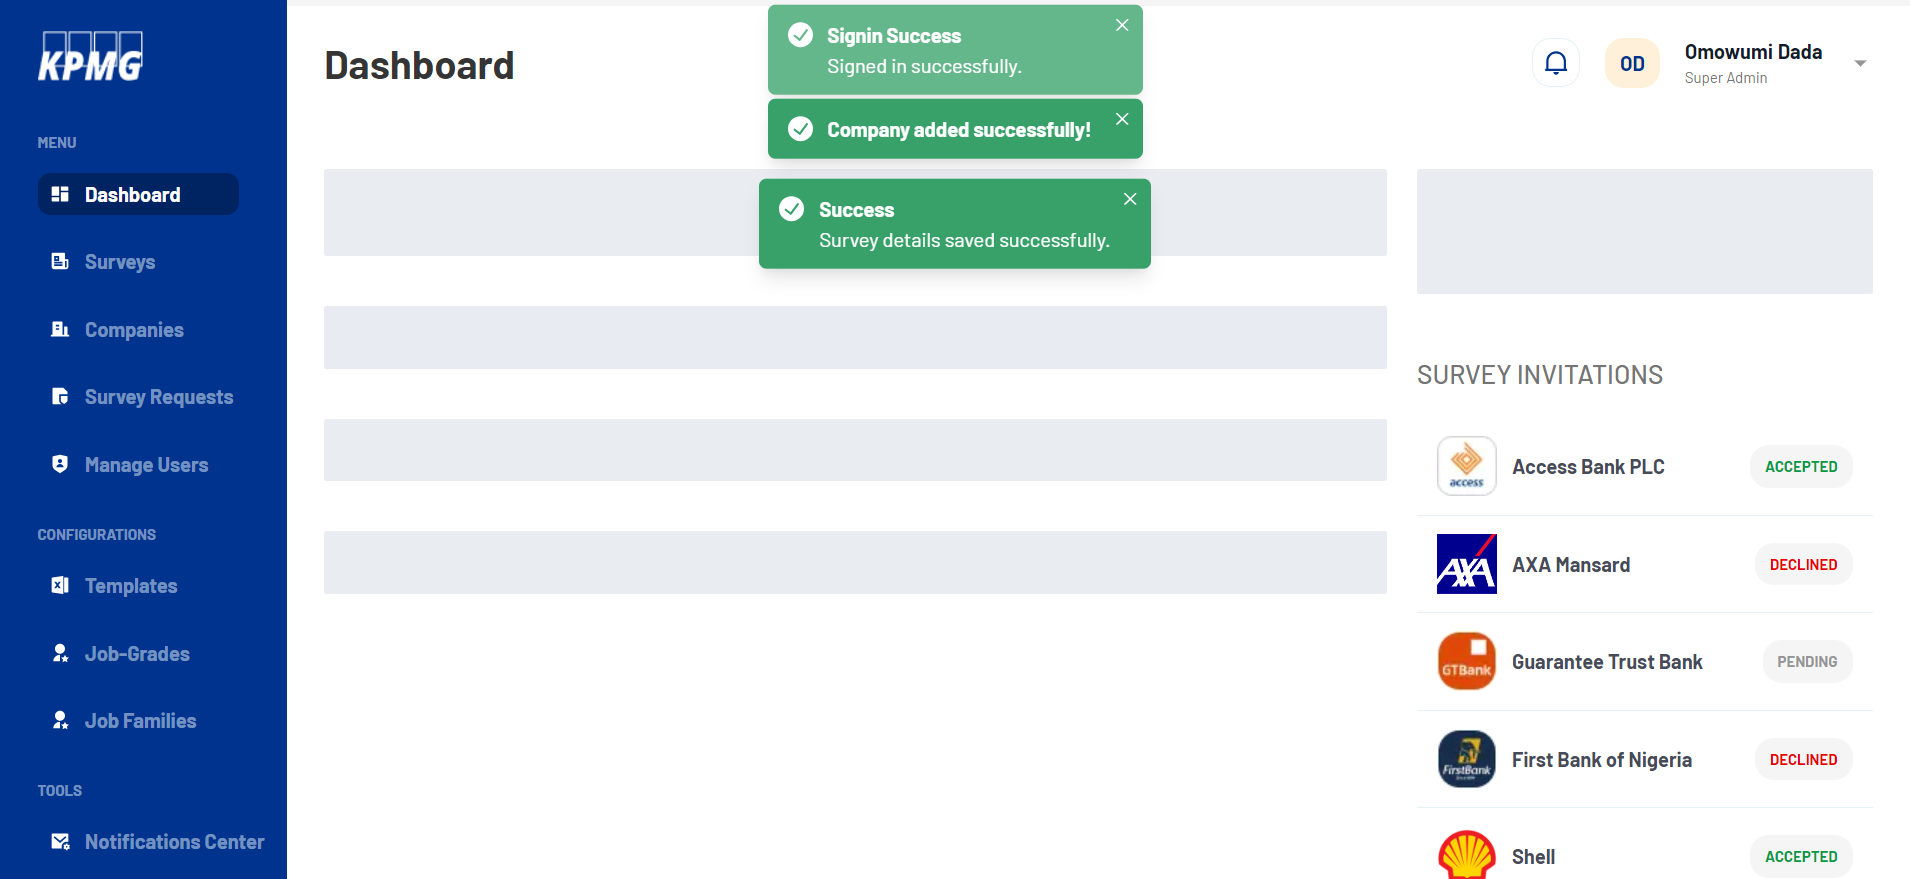 KPMG
MENU
Dashboard
Surveys
Companies
Survey Requests
Manage Users
CONFIGURATIONS
Templates
Job-Grades
Job Families
TOOLS
Notifications Center
Dashboard
Signin Success
Signed in successfully.
Company added successfully!
Success
Survey details saved successfully.
OD
Omowumi Dada
Super Admin
SURVEY INVITATIONS
access
Access Bank PLC
ACCEPTED
AXA
AXA Mansard
DECLINED
GTBank
Guarantee Trust Bank
PENDING
FirstBank
First Bank of Nigeria
DECLINED
Shell
ACCEPTED